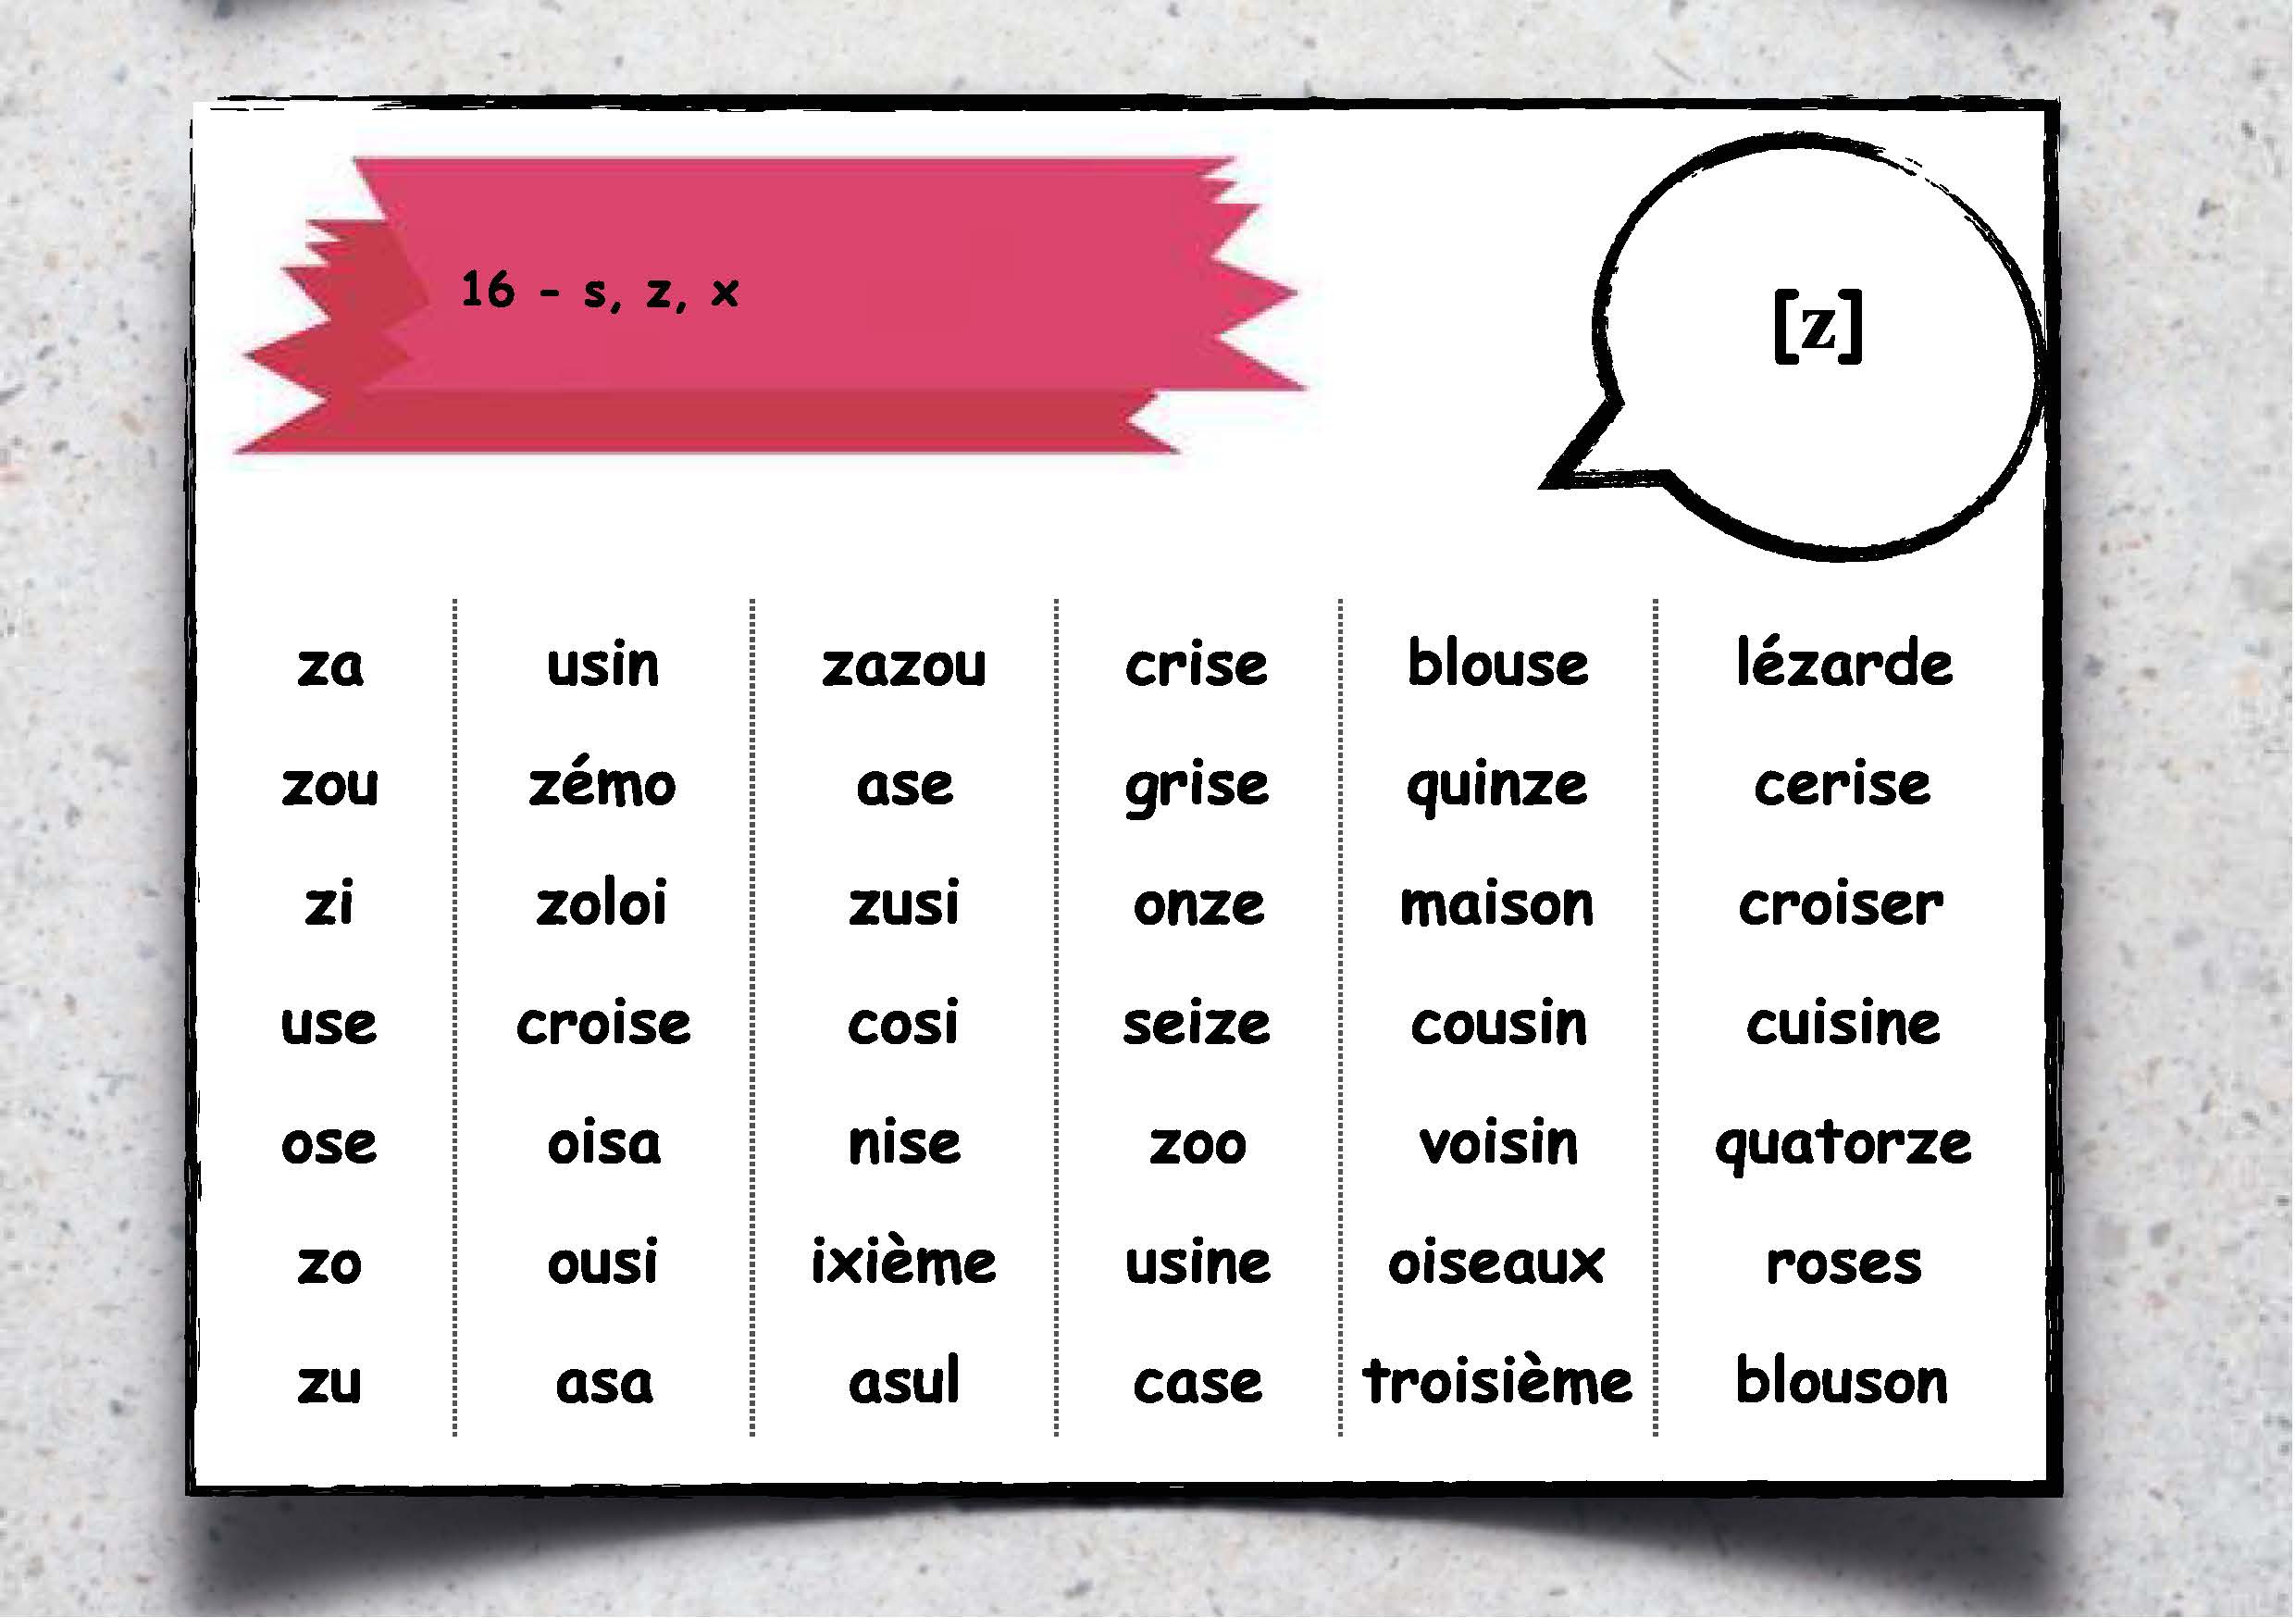 16 - s, z, x
[z]
za usin zazou crise blouse lézarde
zou zémo ase grise quinze cerise
zi zoloi zusi onze maison croiser
use croise cosi seize cousin cuisine
ose oisa nise zoo voisin quatorze
zo ousi ixième usine oiseaux roses
zu asa asul case troisième blouson